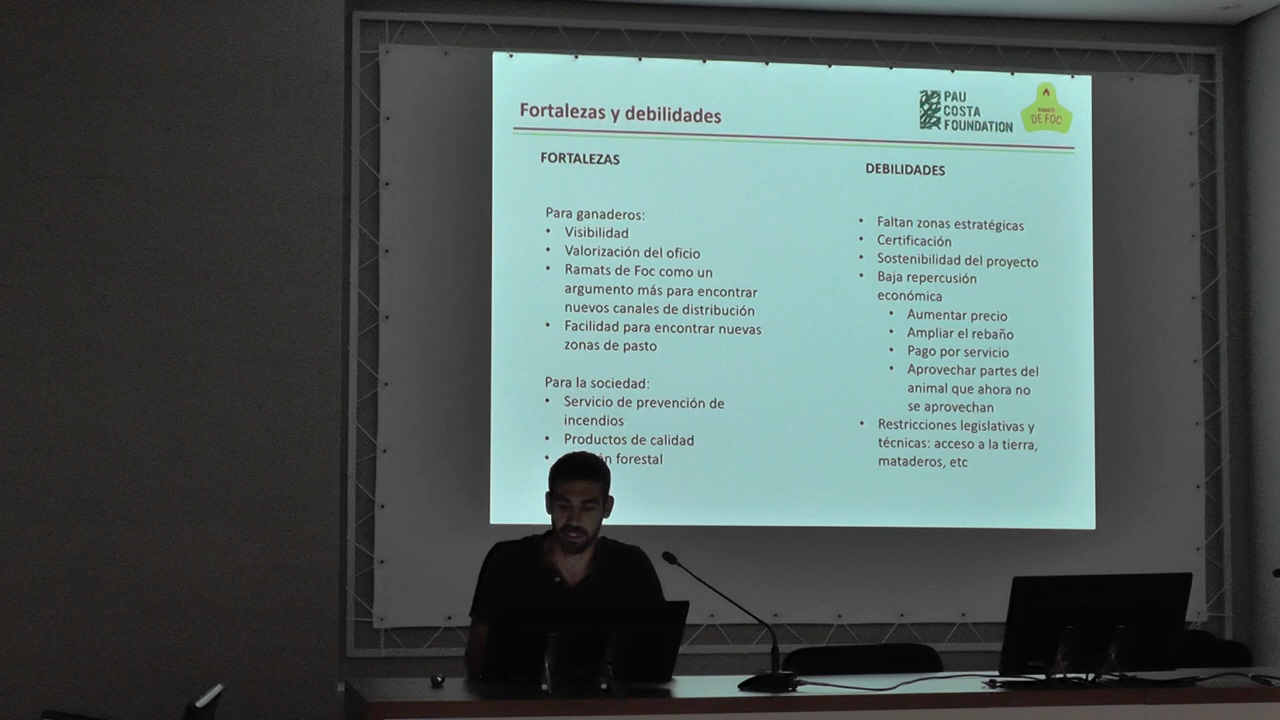 Fortalezas y debilidades
PAU
COSTA
FOUNDATION
RAMATS
DE FOC
FORTALEZAS
Para ganaderos:
• Visibilidad
• Valorización del oficio
• Ramats de Foc como un
argumento más para encontrar
nuevos canales de distribución
• Facilidad para encontrar nuevas
zonas de pasto
Para la sociedad:
• Servicio de prevención de
incendios
• Productos de calidad
• forestal
DEBILIDADES
• Faltan zonas estratégicas
• Certificación
• Sostenibilidad del proyecto
• Baja repercusión
económica
• Aumentar precio
• Ampliar el rebaño
• Pago por servicio
• Aprovechar partes del
animal que ahora no
se aprovechan
• Restricciones legislativas y
técnicas: acceso a la tierra,
mataderos, etc